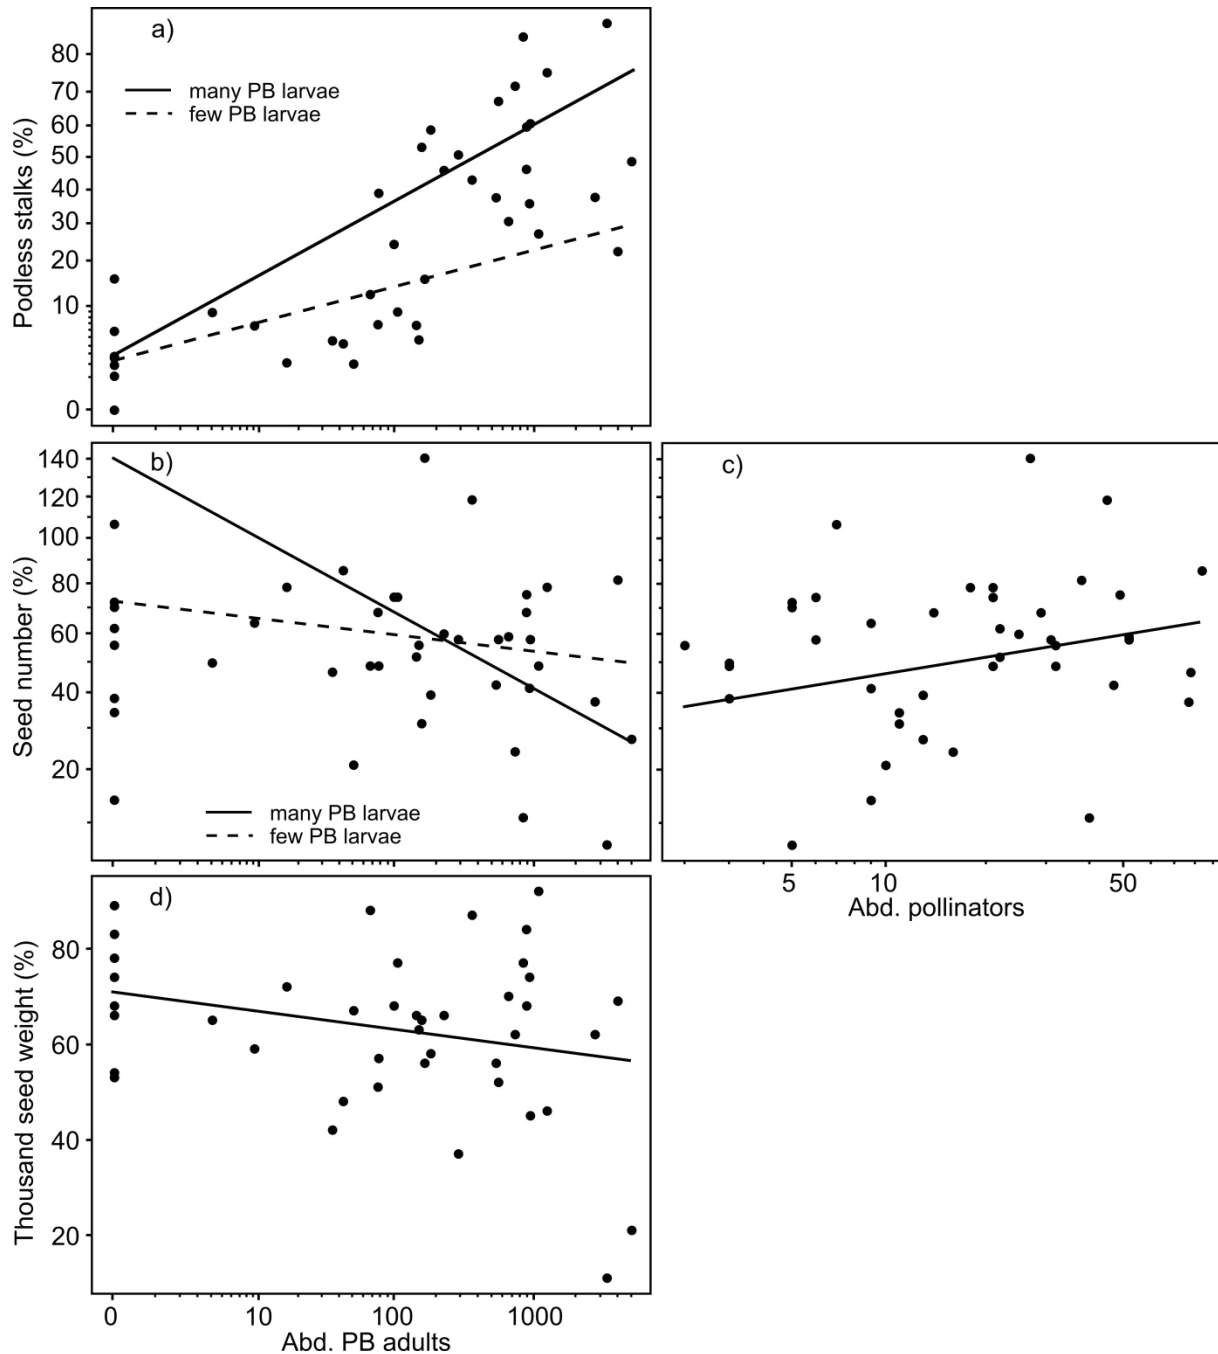 a)
many PB larvae
few PB larvae
Podless stalks (%)
80
70
60
50
40
30
20
10
0
b)
many PB larvae
few PB larvae
Seed number (%)
140
120
100
80
60
40
20
c)
5 10 50
Abd. pollinators
d)
Thousand seed weight (%)
80
60
40
20
0 10 100 1000
Abd. PB adults